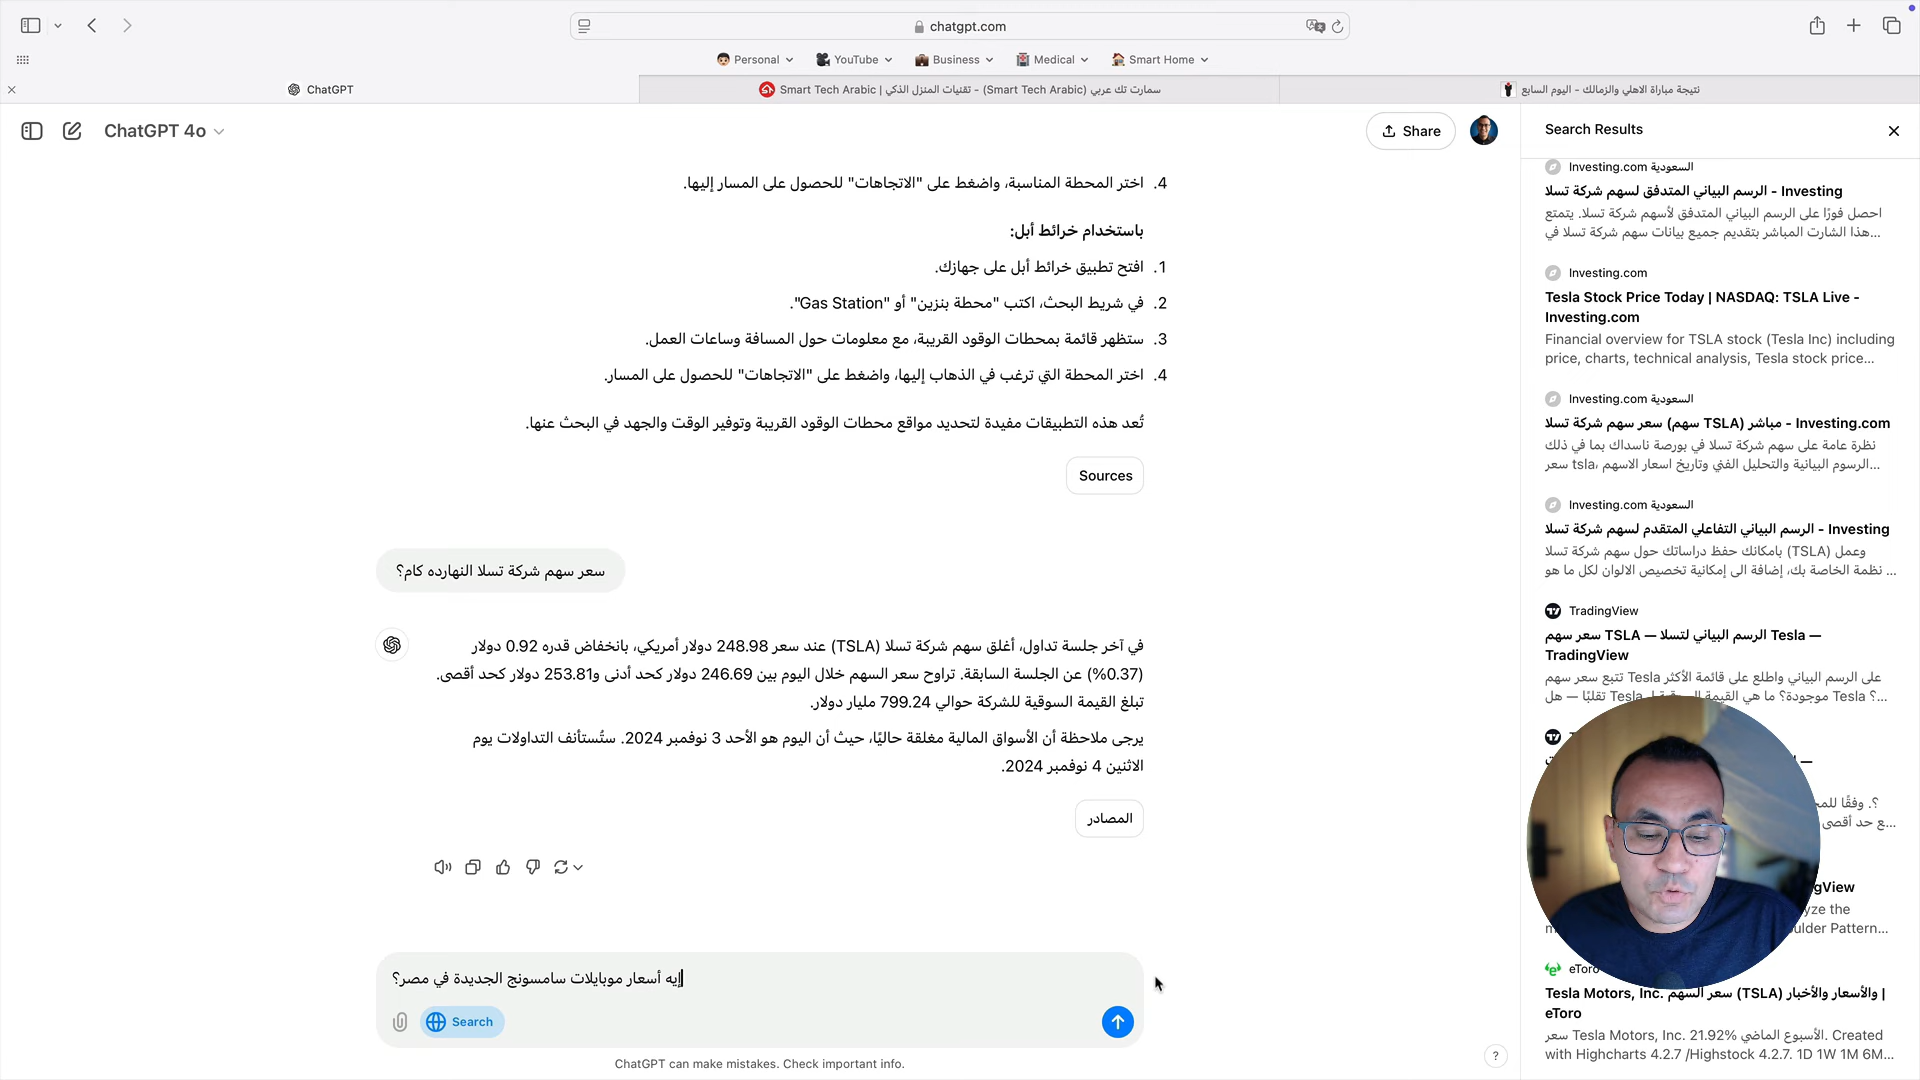 chatgpt.com
Personal
YouTube
Business
Medical
Smart Home
ChatGPT
سمارت تك عربي (Smart Tech Arabic) - تقنيات المنزل الذكي | Smart Tech Arabic
نتيجة مباراة الاهلي والزمالك - اليوم السابع
ChatGPT 4o
Share
4. اختر المحطة المناسبة، واضغط على "الاتجاهات" للحصول على المسار إليها.
باستخدام خرائط أبل:
1. افتح تطبيق خرائط أبل على جهازك.
2. في شريط البحث، اكتب "محطة بنزين" أو "Gas Station".
3. ستظهر قائمة بمحطات الوقود القريبة، مع معلومات حول المسافة وساعات العمل.
4. اختر المحطة التي ترغب في الذهاب إليها، واضغط على "الاتجاهات" للحصول على المسار.
تُعد هذه التطبيقات مفيدة لتحديد مواقع محطات الوقود القريبة وتوفير الوقت والجهد في البحث عنها.
Sources
سعر سهم شركة تسلا النهارده كام؟
في آخر جلسة تداول، أغلق سهم شركة تسلا (TSLA) عند سعر 248.98 دولار أمريكي، بانخفاض قدره 0.92 دولار
(0.37%) عن الجلسة السابقة. تراوح سعر السهم خلال اليوم بين 246.69 دولار كحد أدنى و253.81 دولار كحد أقصى.
تبلغ القيمة السوقية للشركة حوالي 799.24 مليار دولار.
يرجى ملاحظة أن الأسواق المالية مغلقة حاليًا، حيث أن اليوم هو الأحد 3 نوفمبر 2024. ستُستأنف التداولات يوم
الاثنين 4 نوفمبر 2024.
المصادر
إيه أسعار موبايلات سامسونج الجديدة في مصر؟
Search
ChatGPT can make mistakes. Check important info.
?
Search Results
Investing.com السعودية
الرسم البياني المتدفق لسهم شركة تسلا - Investing
احصل فورًا على الرسم البياني المتدفق لأسهم شركة تسلا. يتمتع
هذا الشارت المباشر بتقديم جميع بيانات سهم شركة تسلا في...
Investing.com
Tesla Stock Price Today | NASDAQ: TSLA Live -
Investing.com
Financial overview for TSLA stock (Tesla Inc) including
price, charts, technical analysis, Tesla stock price...
Investing.com السعودية
سعر سهم شركة تسلا (سهم TSLA) مباشر - Investing.com
نظرة عامة على سهم شركة تسلا في بورصة ناسداك بما في ذلك
سعر tsla، الرسوم البيانية والتحليل الفني وتاريخ اسعار الاسهم...
Investing.com السعودية
الرسم البياني التفاعلي المتقدم لسهم شركة تسلا - Investing
وعمل (TSLA) بامكانك حفظ دراساتك حول سهم شركة تسلا
نظمة الخاصة بك، إضافة الى إمكانية تخصيص الالوان لكل ما هو ...
TradingView
سعر سهم TSLA — الرسم البياني لتسلا Tesla —
TradingView
على الرسم البياني واطلع على قائمة الأكثر Tesla تتبع سعر سهم
gView
yze the
ulder Pattern...
eToro
Tesla Motors, Inc. سعر السهم (TSLA) والأسعار والأخبار |
eToro
سعر Tesla Motors, Inc. 21.92% الأسبوع الماضي. Created
with Highcharts 4.2.7 /Highstock 4.2.7. 1D 1W 1M 6M...